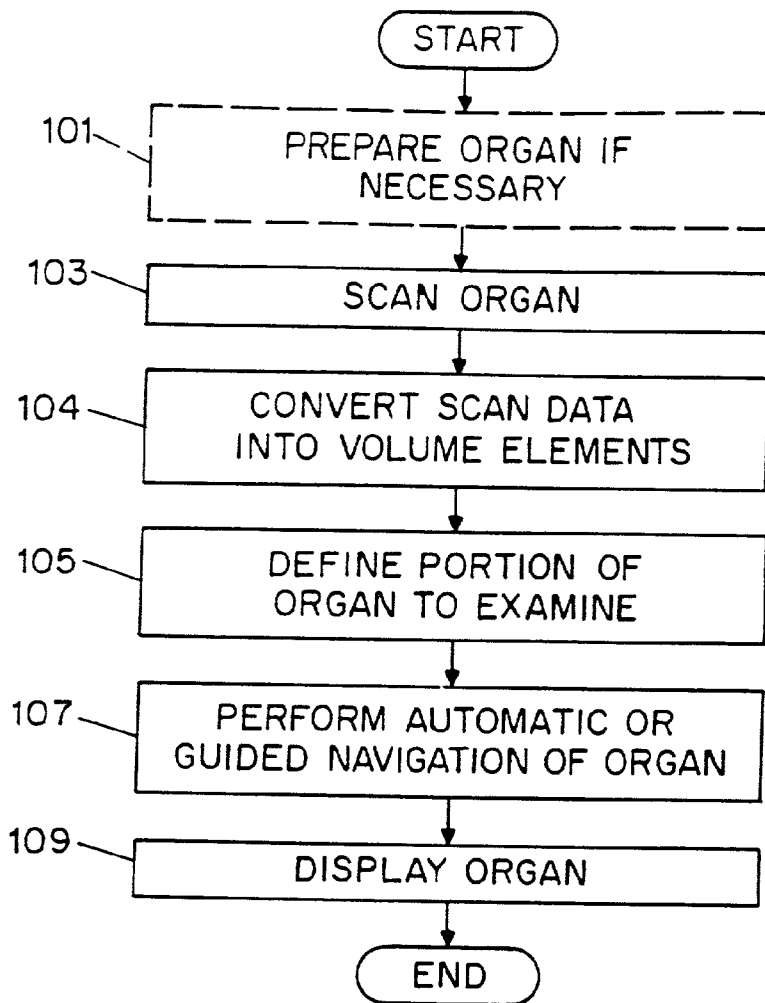 START
101
PREPARE ORGAN IF
NECESSARY
103
SCAN ORGAN
104
CONVERT SCAN DATA
INTO VOLUME ELEMENTS
105
DEFINE PORTION OF
ORGAN TO EXAMINE
107
PERFORM AUTOMATIC OR
GUIDED NAVIGATION OF ORGAN
109
DISPLAY ORGAN
END